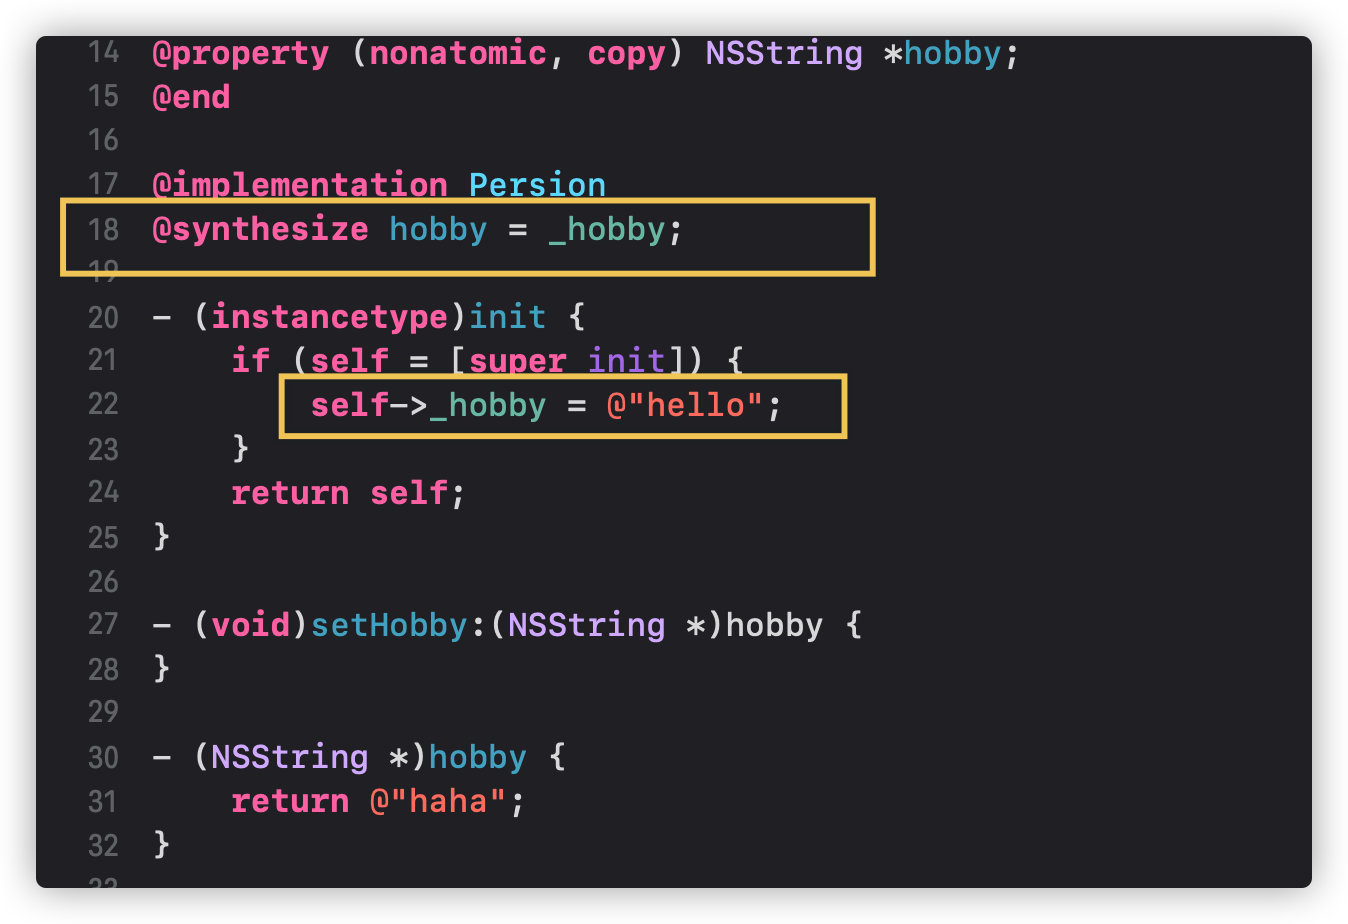 14 @property (nonatomic, copy) NSString *hobby;
15 @end
16
17 @implementation Persion
18 @synthesize hobby = _hobby;
19
20 - (instancetype)init {
21     if (self = [super init]) {
22         self->_hobby = @"hello";
23     }
24     return self;
25 }
26
27 - (void)setHobby:(NSString *)hobby {
28 }
29
30 - (NSString *)hobby {
31     return @"haha";
32 }
33